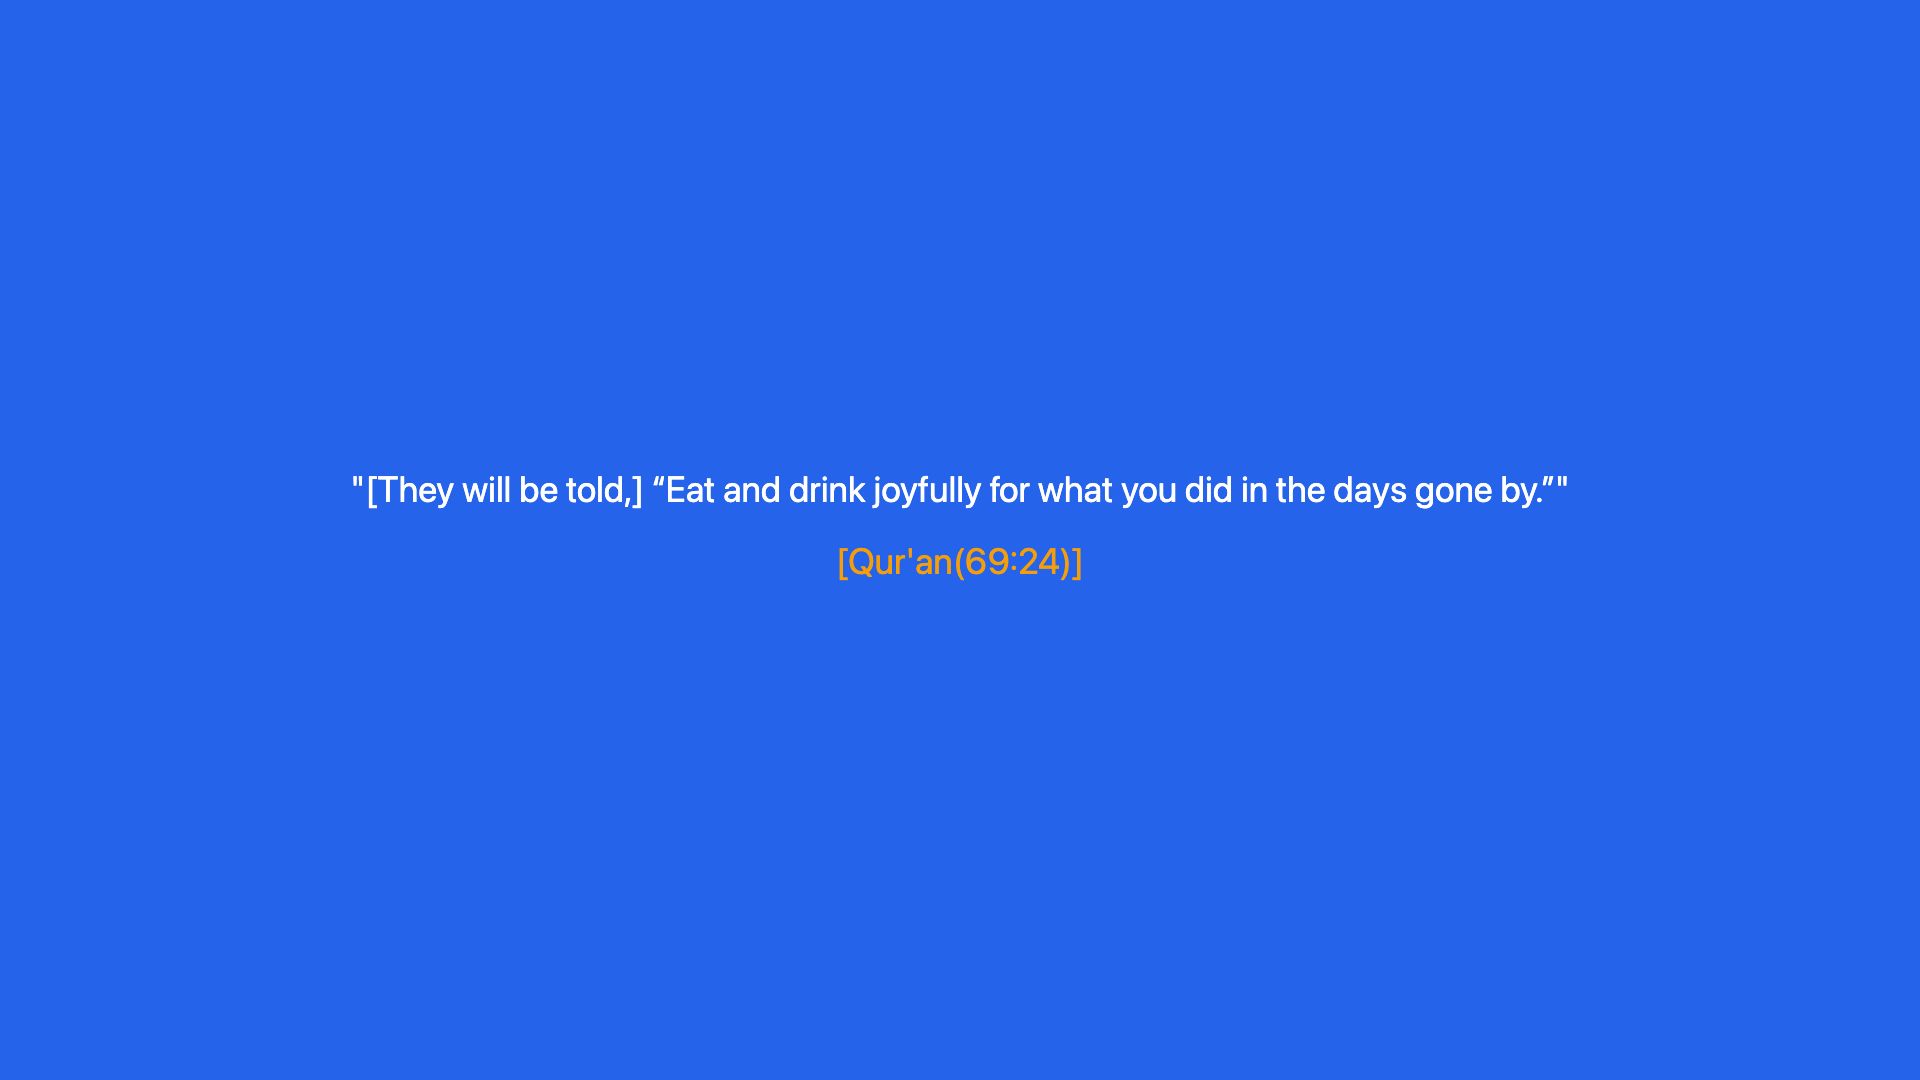 "[They will be told,] “Eat and drink joyfully for what you did in the days gone by.”"
[Qur'an(69:24)]